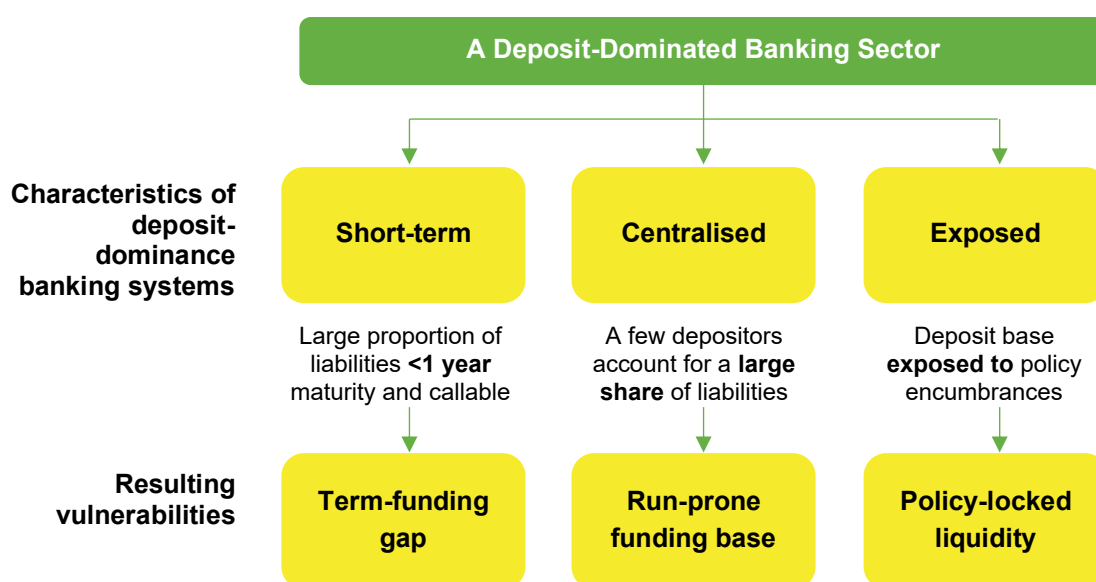 A Deposit-Dominated Banking Sector
Characteristics of
deposit-
dominance
banking systems
Short-term
Centralised
Exposed
Large proportion of
liabilities <1 year
maturity and callable
A few depositors
account for a large
share of liabilities
Deposit base
exposed to policy
encumbrances
Resulting
vulnerabilities
Term-funding
gap
Run-prone
funding base
Policy-locked
liquidity